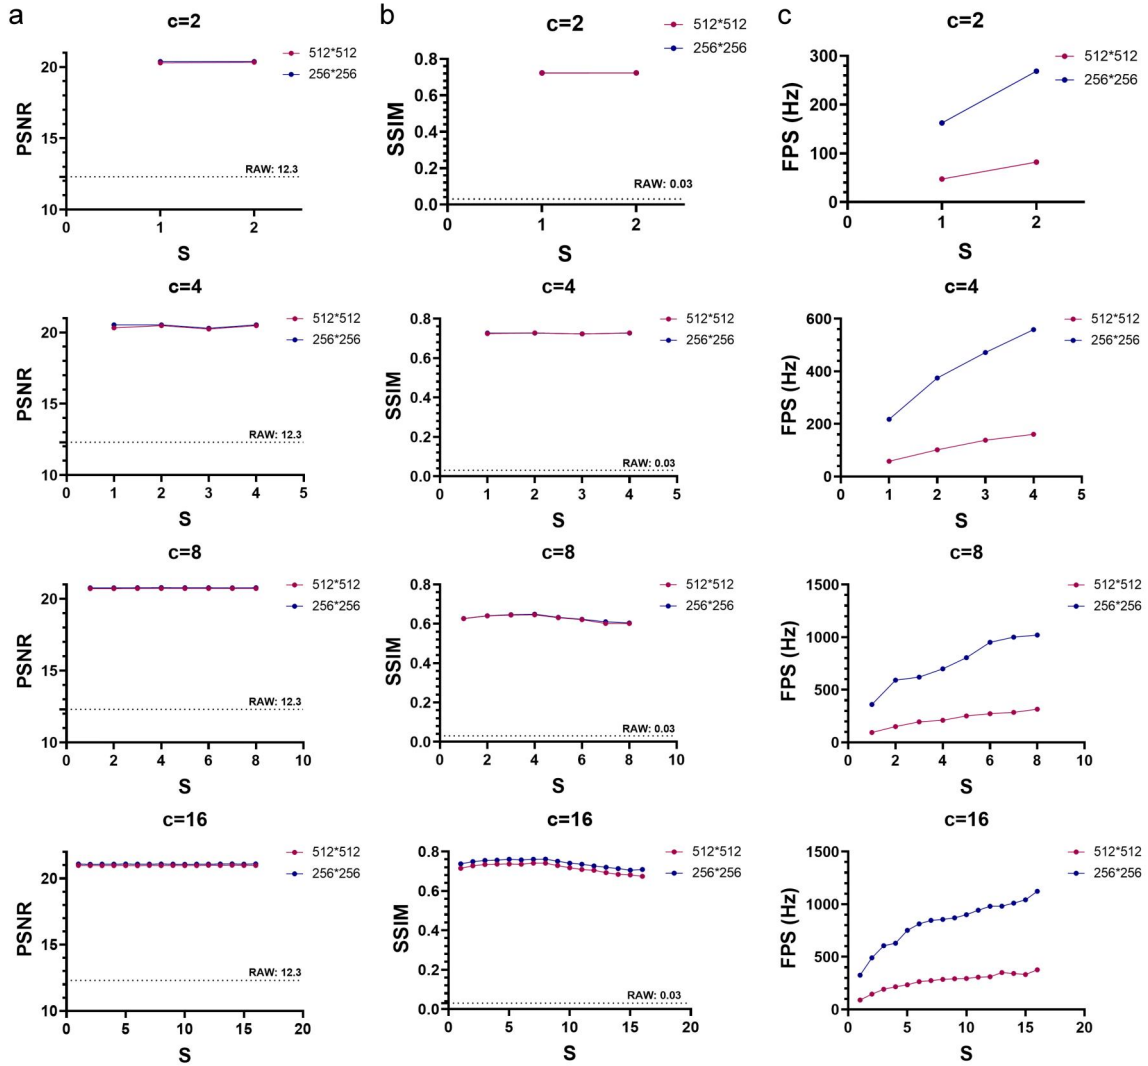 a
c=2
PSNR
20
15
10
512*512
256*256
RAW: 12.3
0
1
2
S
b
c=2
SSIM
0.8
0.6
0.4
0.2
0.0
512*512
256*256
RAW: 0.03
0
1
2
S
c
c=2
FPS (Hz)
300
200
100
0
512*512
256*256
0
1
2
S
c=4
PSNR
20
15
10
512*512
256*256
RAW: 12.3
0
1
2
3
4
5
S
c=4
SSIM
0.8
0.6
0.4
0.2
0.0
512*512
256*256
RAW: 0.03
0
1
2
3
4
5
S
c=4
FPS (Hz)
600
400
200
0
512*512
256*256
0
1
2
3
4
5
S
c=8
PSNR
20
15
10
512*512
256*256
RAW: 12.3
0
2
4
6
8
10
S
c=8
SSIM
0.8
0.6
0.4
0.2
0.0
512*512
256*256
RAW: 0.03
0
2
4
6
8
10
S
c=8
FPS (Hz)
1500
1000
500
0
512*512
256*256
0
2
4
6
8
10
S
c=16
PSNR
20
15
10
512*512
256*256
RAW: 12.3
0
5
10
15
20
S
c=16
SSIM
0.8
0.6
0.4
0.2
0.0
512*512
256*256
RAW: 0.03
0
5
10
15
20
S
c=16
FPS (Hz)
1500
1000
500
0
512*512
256*256
0
5
10
15
20
S